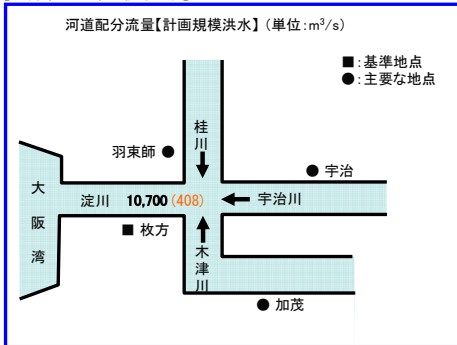 河道配分流量【計画規模洪水】（単位：m³/s）
■：基準地点
●：主要な地点
桂川
羽束師 ●
● 宇治
大阪湾
淀川 10,700 (408)
宇治川
■ 枚方
木津川
● 加茂